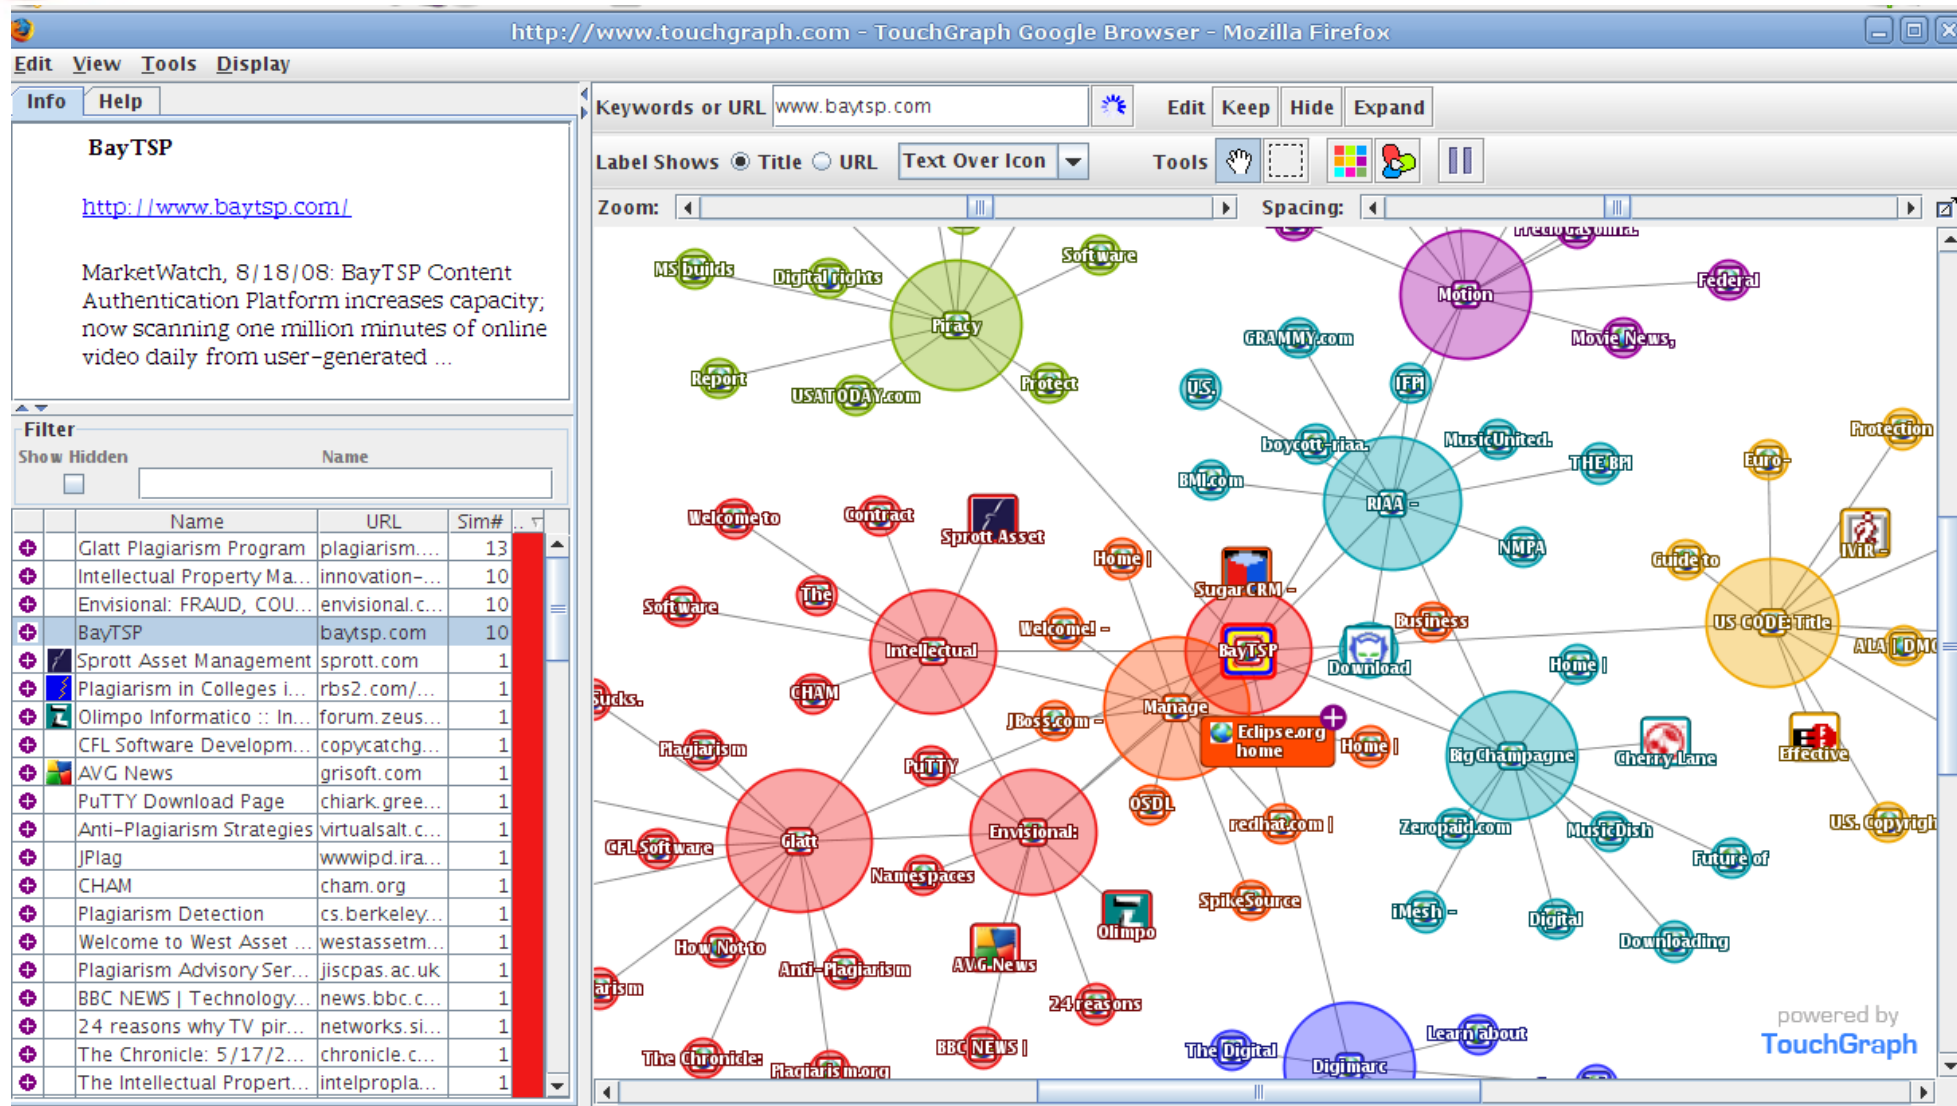 http://www.touchgraph.com - TouchGraph Google Browser - Mozilla Firefox
Edit View Tools Display
Info Help
BayTSP
http://www.baytsp.com/
MarketWatch, 8/18/08: BayTSP Content
Authentication Platform increases capacity;
now scanning one million minutes of online
video daily from user-generated ...
Filter
Show Hidden Name
Name URL Sim# ..
Glatt Plagiarism Program plagiarism.... 13
Intellectual Property Ma... innovation-... 10
Envisional: FRAUD, COU... envisional.c... 10
BayTSP baytsp.com 10
Sprott Asset Management sprott.com 1
Plagiarism in Colleges i... rbs2.com/... 1
Olimpo Informatico :: In... forum.zeus... 1
CFL Software Developm... copycatchg... 1
AVG News grisoft.com 1
PuTTY Download Page chiark.gree... 1
Anti-Plagiarism Strategies virtualsalt.c... 1
JPlag wwwipd.ira... 1
CHAM cham.org 1
Plagiarism Detection cs.berkeley... 1
Welcome to West Asset ... westassetm... 1
Plagiarism Advisory Ser... jiscpas.ac.uk 1
BBC NEWS | Technology... news.bbc.c... 1
24 reasons why TV pir... networks.si... 1
The Chronicle: 5/17/2... chronicle.c... 1
The Intellectual Propert... intelpropla... 1
Keywords or URL www.baytsp.com Edit Keep Hide Expand
Label Shows Title URL Text Over Icon Tools
Zoom: Spacing:
MS builds
Digital rights
Software
Piracy
Report
USATODAY.com
Protect
Motion
Federal
Movie News,
GRAMMY.com
U.S.
IFPI
boycott-riaa.
MusicUnited.
BMI.com
THE BPI
RIAA -
NMPA
Protection
Euro-
IViR -
Guide to
US CODE: Title
ALA | DMC
Effective
U.S. Copyrigh
Welcome to
Contract
Sprott Asset
Software
The
Intellectual
CHAM
Sucks.
Plagiarism
PuTTY
Home |
SugarCRM -
Welcome! -
Business
BayTSP
Download
Manage
JBoss.com -
Eclipse.org
home
Home |
OSDL
redhat.com |
SpikeSource
Home |
BigChampagne
Cherry Lane
Zeropaid.com
MusicDish
Future of
iMesh -
Digital
Downloading
Glatt
CFL Software
Envisional:
Namespaces
Olimpo
How Not to
Anti-Plagiarism
AVG News
arism
24 reasons
The Chronicle:
Plagiarism.org
BBC NEWS |
The Digital
Learn about
Digimarc
powered by
TouchGraph